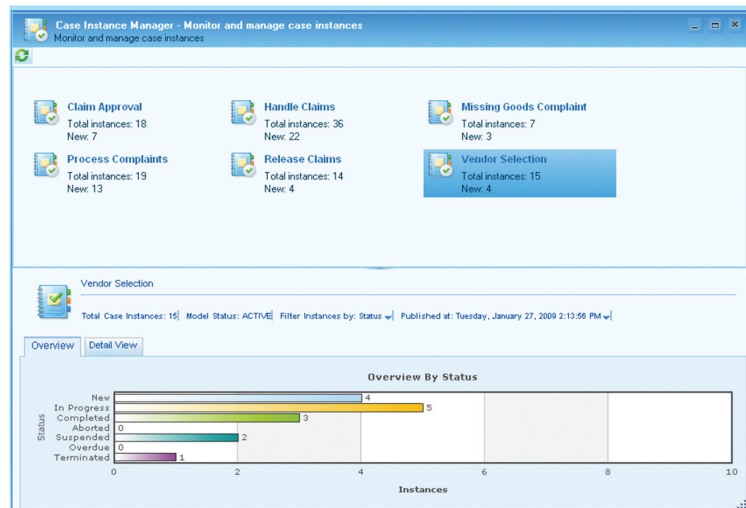 Case Instance Manager - Monitor and manage case instances
Monitor and manage case instances
Claim Approval
Total instances: 18
New: 7
Handle Claims
Total instances: 36
New: 22
Missing Goods Complaint
Total instances: 7
New: 3
Process Complaints
Total instances: 19
New: 13
Release Claims
Total instances: 14
New: 4
Vendor Selection
Total instances: 15
New: 4
Vendor Selection
Total Case Instances: 15 Model Status: ACTIVE Filter Instances by: Status Published at: Tuesday, January 27, 2009 2:13:56 PM
Overview Detail View
Overview By Status
Status
New 4
In Progress 5
Completed 3
Aborted 0
Suspended 2
Overdue 0
Terminated 1
0 2 4 6 8 10
Instances